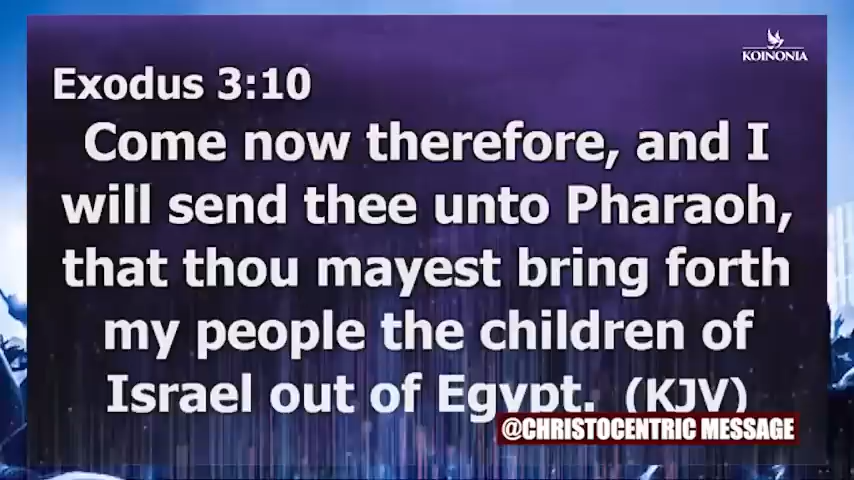 KOINONIA
Exodus 3:10
Come now therefore, and I
will send thee unto Pharaoh,
that thou mayest bring forth
my people the children of
Israel out of Egypt. (KJV)
@CHRISTOCENTRIC MESSAGE